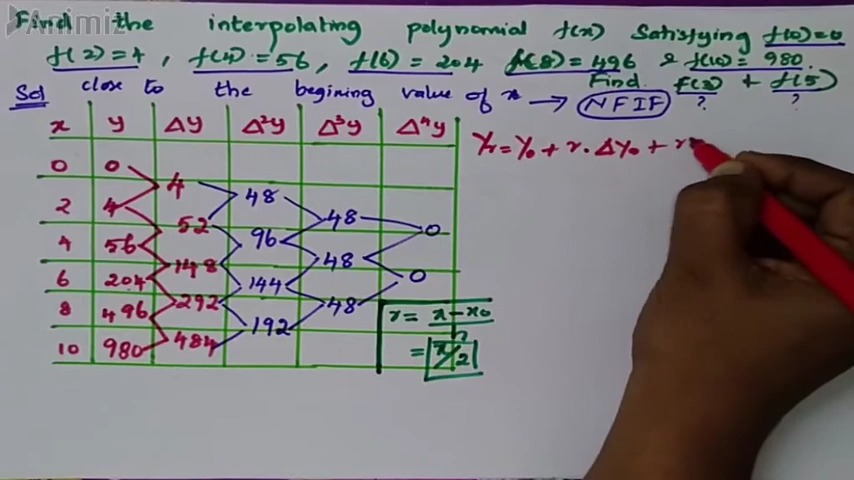 Animiz
Find the interpolating polynomial f(x) Satisfying f(0)=0
f(2)=4, f(4)=56, f(6)=204 f(8)=496 & f(10)=980.
Find f(3) + f(5)
? ?
Sol close to the begining value of x → NFIF
x y Δy Δ²y Δ³y Δ⁴y
0 0
4
48
2 4 48
52 0
96
4 56 48
148 0
144
6 204 48
292
192
8 496
484
10 980
r = x-x₀/h
= x/2
Yr = y₀ + r. Δy₀ + r